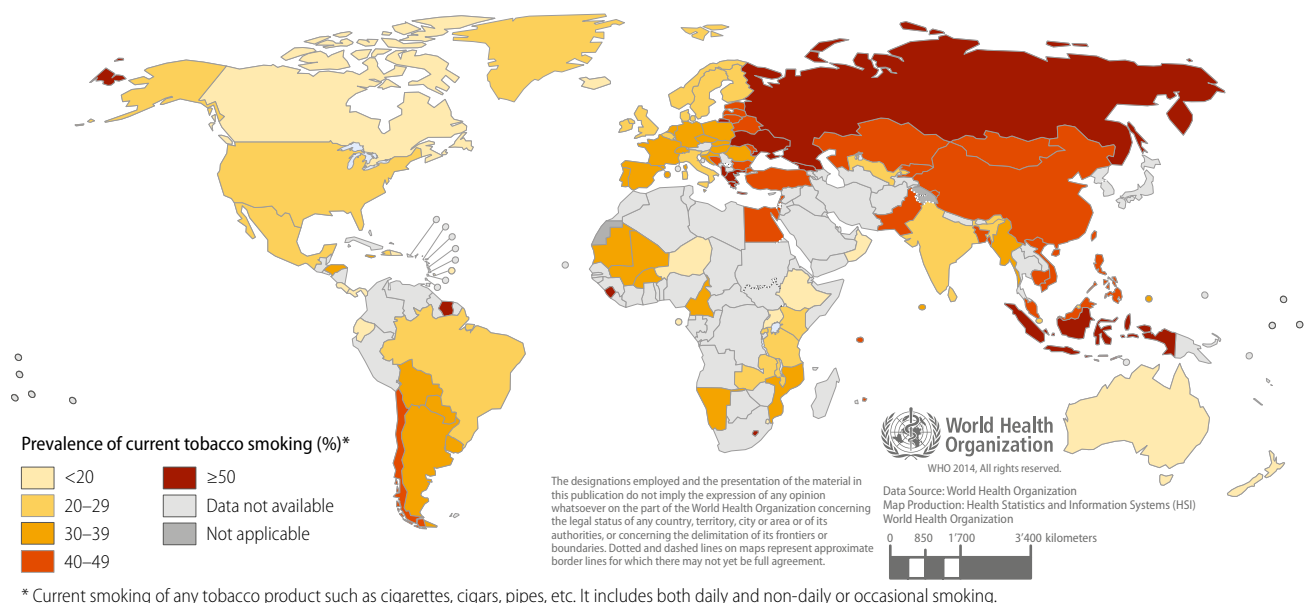 Prevalence of current tobacco smoking (%)*
<20
20–29
30–39
40–49
≥50
Data not available
Not applicable
The designations employed and the presentation of the material in
this publication do not imply the expression of any opinion
whatsoever on the part of the World Health Organization concerning
the legal status of any country, territory, city or area or of its
authorities, or concerning the delimitation of its frontiers or
boundaries. Dotted and dashed lines on maps represent approximate
border lines for which there may not yet be full agreement.
World Health
Organization
WHO 2014, All rights reserved.
Data Source: World Health Organization
Map Production: Health Statistics and Information Systems (HSI)
World Health Organization
0 850 1'700 3'400 kilometers
* Current smoking of any tobacco product such as cigarettes, cigars, pipes, etc. It includes both daily and non-daily or occasional smoking.